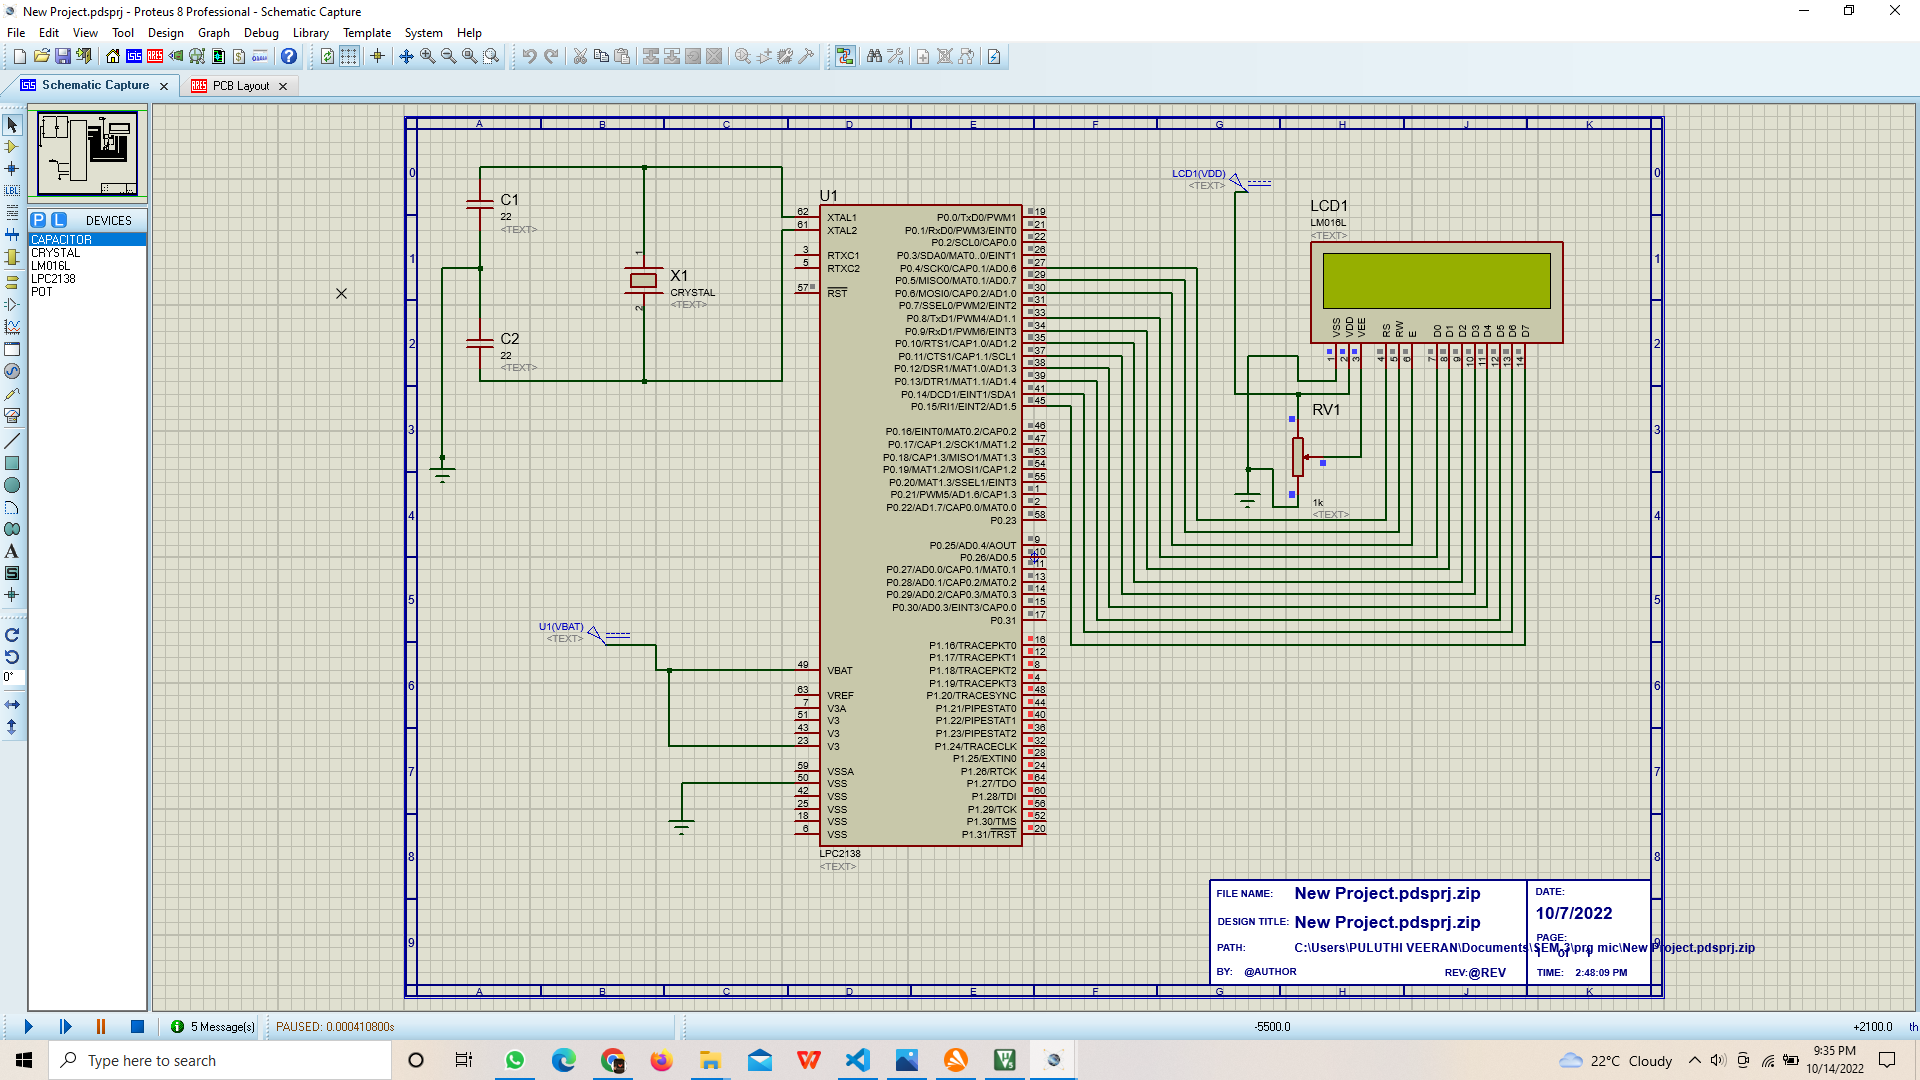 New Project.pdsprj - Proteus 8 Professional - Schematic Capture
File Edit View Tool Design Graph Debug Library Template System Help
Schematic Capture
PCB Layout
P L DEVICES
CAPACITOR
CRYSTAL
LM016L
LPC2138
POT
LBL
A
S
0°
A B C D E F G H J K
0 0
1 1
2 2
3 3
4 4
5 5
6 6
7 7
8 8
9 9
A B C D E F G H J K
C1
22
<TEXT>
C2
22
<TEXT>
1
X1
CRYSTAL
<TEXT>
2
U1
62 XTAL1
61 XTAL2
3 RTXC1
5 RTXC2
57 RST
49 VBAT
63 VREF
7 V3A
51 V3
43 V3
23 V3
59 VSSA
50 VSS
42 VSS
25 VSS
18 VSS
6 VSS
P0.0/TxD0/PWM1 19
P0.1/RxD0/PWM3/EINT0 21
P0.2/SCL0/CAP0.0 22
P0.3/SDA0/MAT0..0/EINT1 26
P0.4/SCK0/CAP0.1/AD0.6 27
P0.5/MISO0/MAT0.1/AD0.7 29
P0.6/MOSI0/CAP0.2/AD1.0 30
P0.7/SSEL0/PWM2/EINT2 31
P0.8/TxD1/PWM4/AD1.1 33
P0.9/RxD1/PWM6/EINT3 34
P0.10/RTS1/CAP1.0/AD1.2 35
P0.11/CTS1/CAP1.1/SCL1 37
P0.12/DSR1/MAT1.0/AD1.3 38
P0.13/DTR1/MAT1.1/AD1.4 39
P0.14/DCD1/EINT1/SDA1 41
P0.15/RI1/EINT2/AD1.5 45
P0.16/EINT0/MAT0.2/CAP0.2 46
P0.17/CAP1.2/SCK1/MAT1.2 47
P0.18/CAP1.3/MISO1/MAT1.3 53
P0.19/MAT1.2/MOSI1/CAP1.2 54
P0.20/MAT1.3/SSEL1/EINT3 55
P0.21/PWM5/AD1.6/CAP1.3 1
P0.22/AD1.7/CAP0.0/MAT0.0 2
P0.23 58
P0.25/AD0.4/AOUT 9
P0.26/AD0.5 10
P0.27/AD0.0/CAP0.1/MAT0.1 11
P0.28/AD0.1/CAP0.2/MAT0.2 13
P0.29/AD0.2/CAP0.3/MAT0.3 14
P0.30/AD0.3/EINT3/CAP0.0 15
P0.31 17
P1.16/TRACEPKT0 16
P1.17/TRACEPKT1 12
P1.18/TRACEPKT2 8
P1.19/TRACEPKT3 4
P1.20/TRACESYNC 48
P1.21/PIPESTAT0 44
P1.22/PIPESTAT1 40
P1.23/PIPESTAT2 36
P1.24/TRACECLK 32
P1.25/EXTIN0 28
P1.26/RTCK 24
P1.27/TDO 64
P1.28/TDI 60
P1.29/TCK 56
P1.30/TMS 52
P1.31/TRST 20
LPC2138
<TEXT>
U1(VBAT)
<TEXT>
LCD1(VDD)
<TEXT>
LCD1
LM016L
<TEXT>
VSS VDD VEE RS RW E D0 D1 D2 D3 D4 D5 D6 D7
1 2 3 4 5 6 7 8 9 10 11 12 13 14
RV1
1k
<TEXT>
FILE NAME: New Project.pdsprj.zip
DESIGN TITLE: New Project.pdsprj.zip
PATH: C:\Users\PULUTHI VEERAN\Documents\SEM-3\prg mic\New Project.pdsprj.zip
BY: @AUTHOR REV:@REV
DATE:
10/7/2022
PAGE:
1 of 1
TIME: 2:48:09 PM
5 Message(s) PAUSED: 0.000410800s -5500.0 +2100.0 th
Type here to search
22°C Cloudy
9:35 PM
10/14/2022